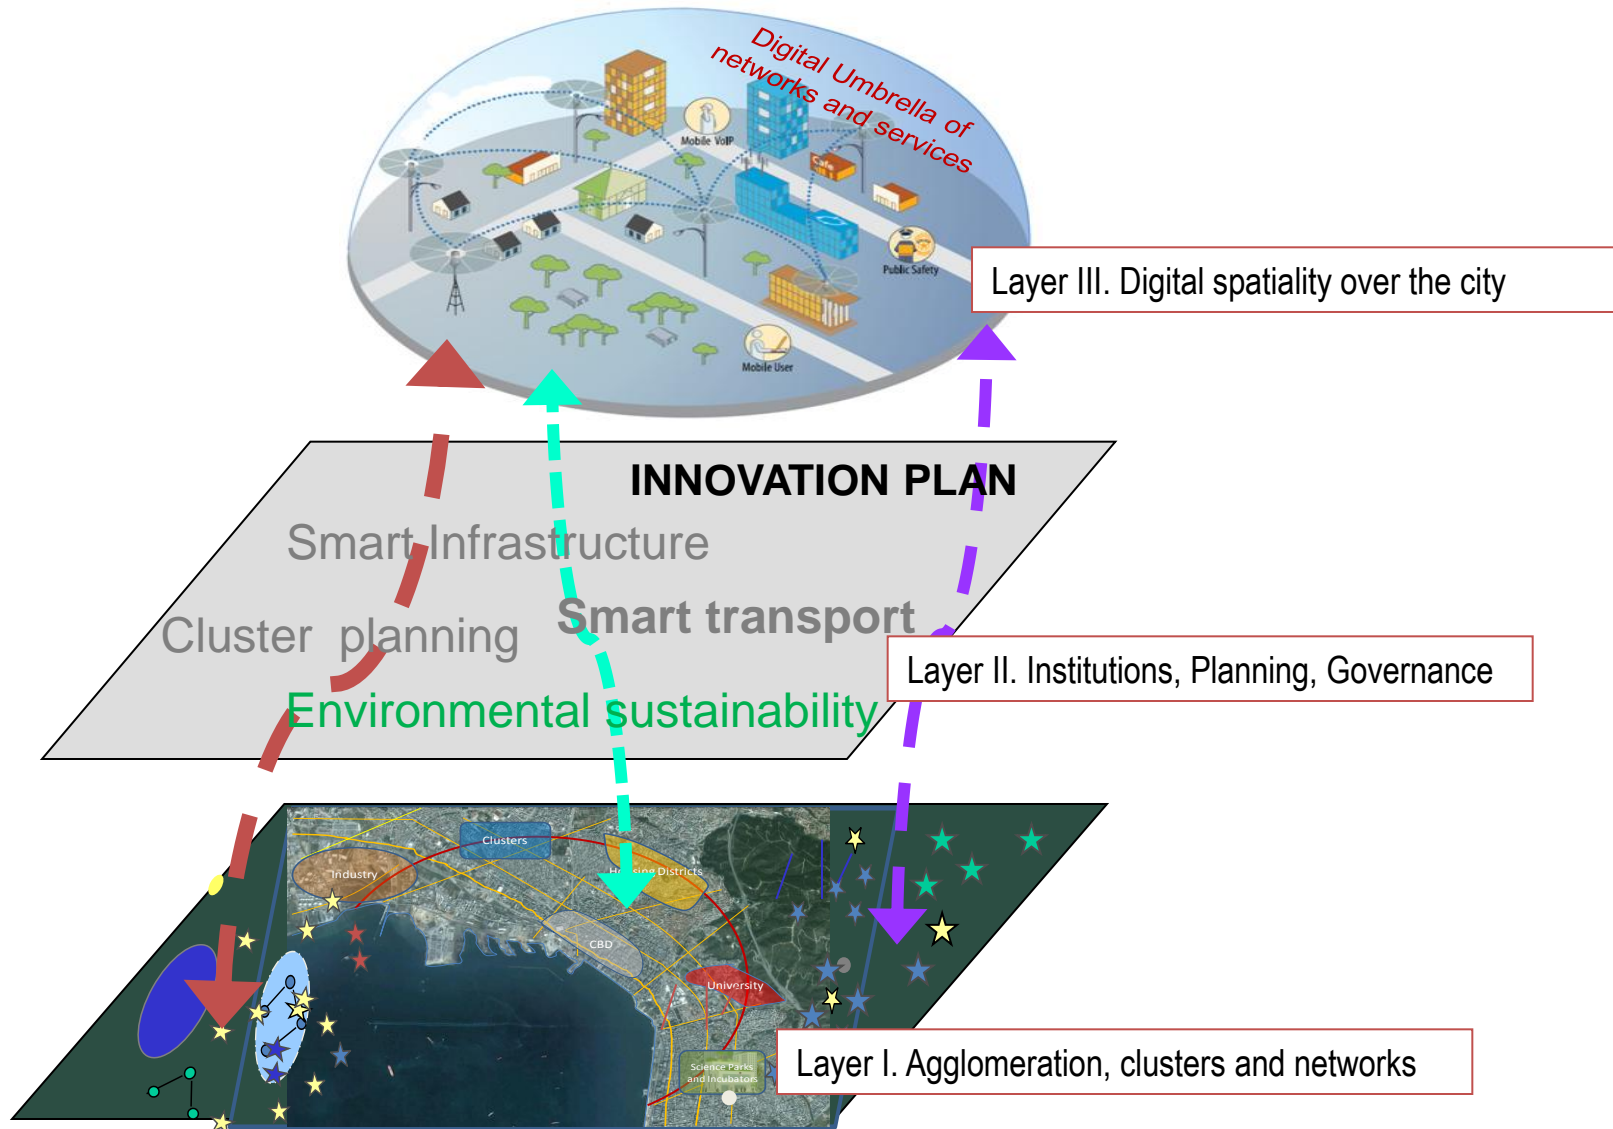 Digital Umbrella of
networks and services
Mobile VoIP
Cafe
Public Safety
Mobile User
Layer III. Digital spatiality over the city
INNOVATION PLAN
Smart Infrastructure
Smart transport
Cluster planning
Layer II. Institutions, Planning, Governance
Environmental sustainability
Clusters
Industry
Housing Districts
CBD
University
Science Parks
and Incubators
Layer I. Agglomeration, clusters and networks